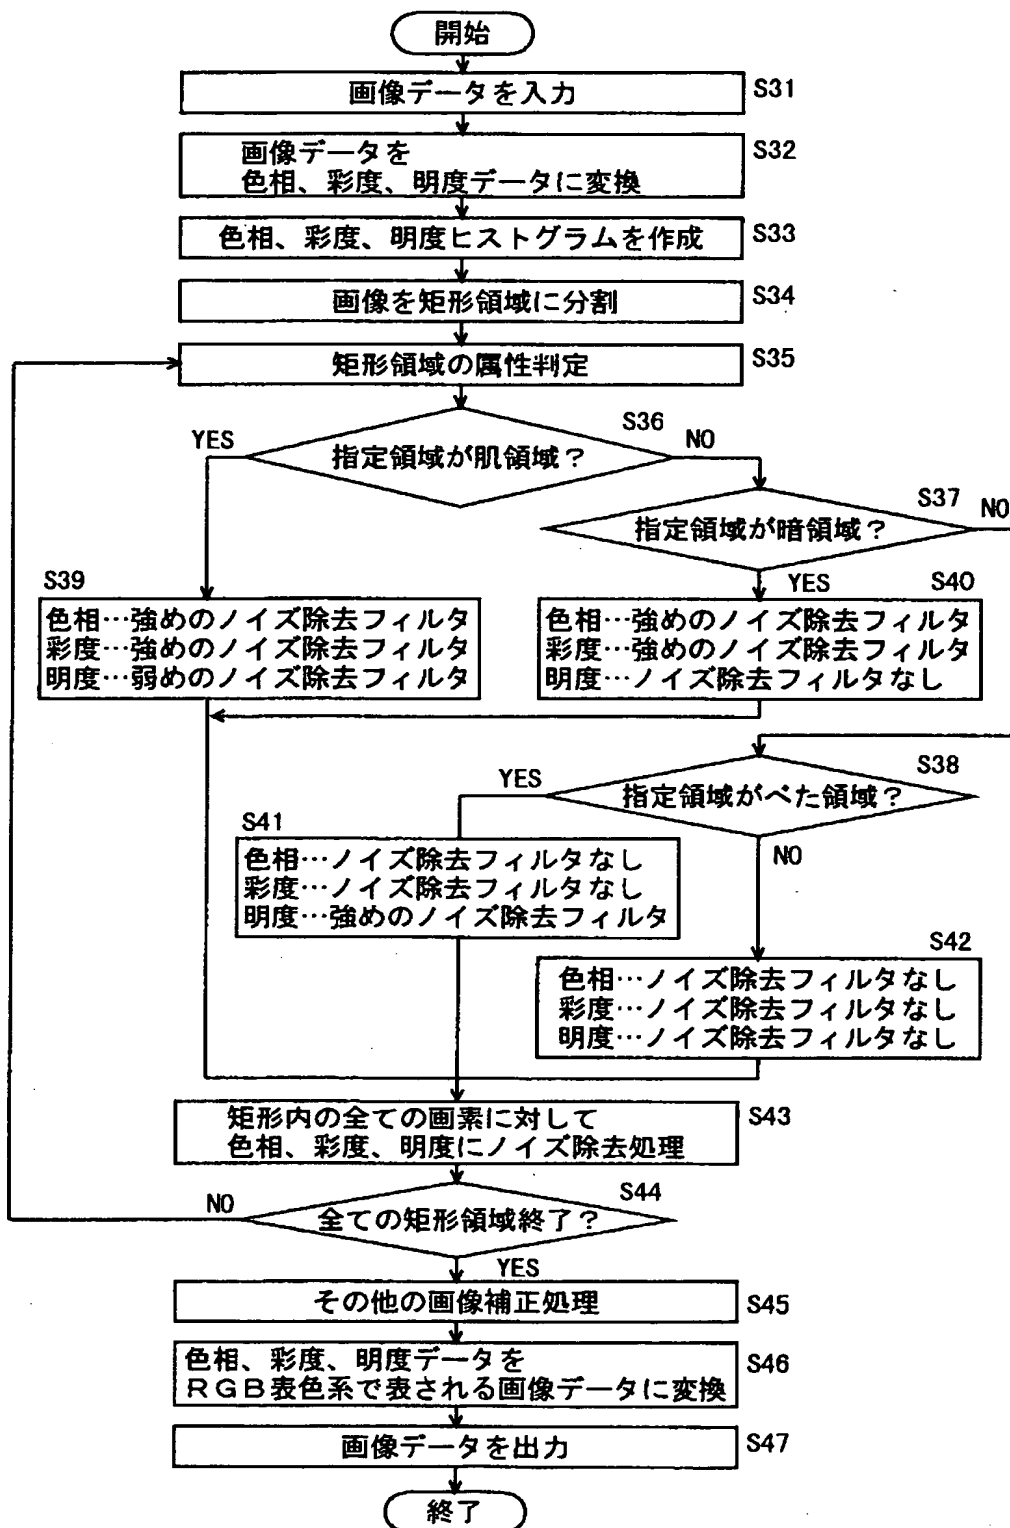 開始
画像データを入力
S31
画像データを
色相、彩度、明度データに変換
S32
色相、彩度、明度ヒストグラムを作成
S33
画像を矩形領域に分割
S34
矩形領域の属性判定
S35
S36
YES
指定領域が肌領域?
NO
S37
NO
指定領域が暗領域?
YES
S39
色相…強めのノイズ除去フィルタ
彩度…強めのノイズ除去フィルタ
明度…弱めのノイズ除去フィルタ
S40
色相…強めのノイズ除去フィルタ
彩度…強めのノイズ除去フィルタ
明度…ノイズ除去フィルタなし
S38
YES
指定領域がべた領域?
NO
S41
色相…ノイズ除去フィルタなし
彩度…ノイズ除去フィルタなし
明度…強めのノイズ除去フィルタ
S42
色相…ノイズ除去フィルタなし
彩度…ノイズ除去フィルタなし
明度…ノイズ除去フィルタなし
矩形内の全ての画素に対して
色相、彩度、明度にノイズ除去処理
S43
S44
NO
全ての矩形領域終了?
YES
その他の画像補正処理
S45
色相、彩度、明度データを
RGB表色系で表される画像データに変換
S46
画像データを出力
S47
終了